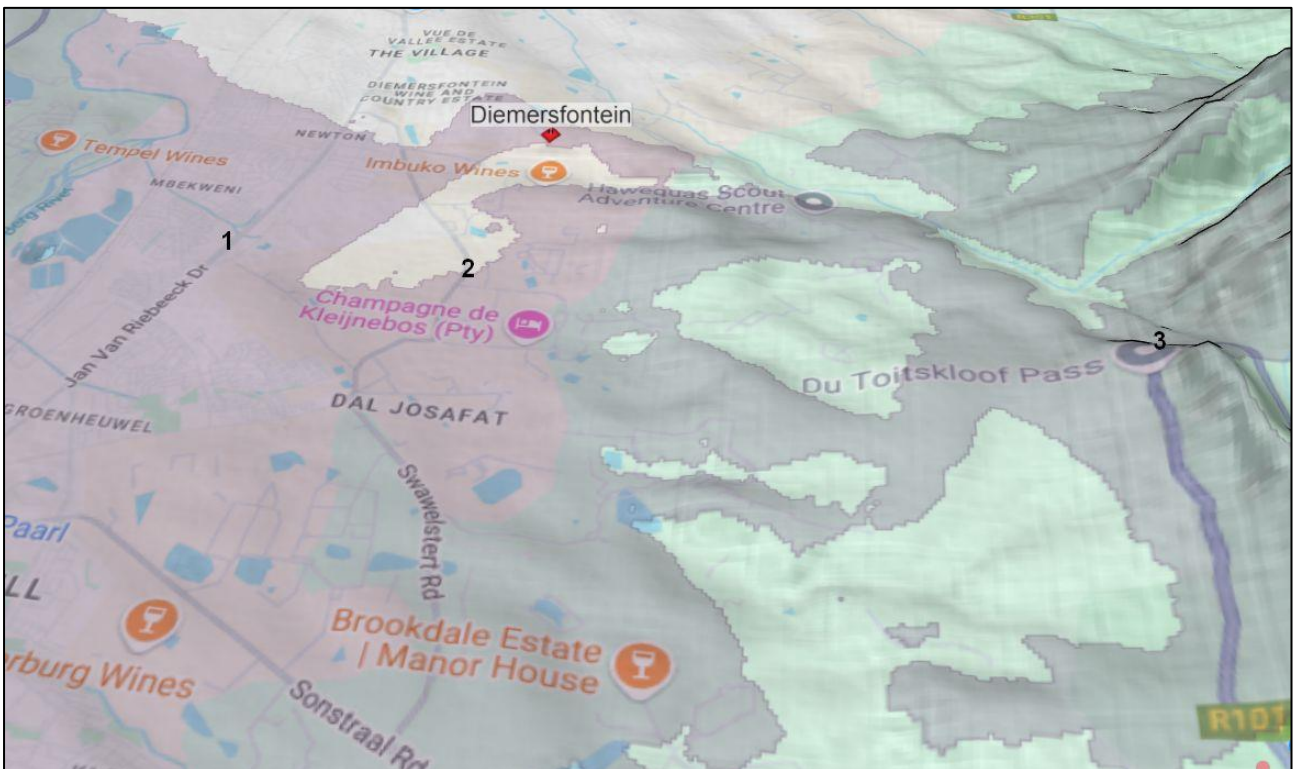 VUE DE
VALLEE ESTATE
THE VILLAGE
DIEMERSFONTEIN
WINE AND
COUNTRY ESTATE
Diemersfontein
NEWTON
Tempel Wines
Imbuko Wines
MBEKWENI
Hawequas Scout
Adventure Centre
berg River
1
2
Champagne de
Kleijnebos (Pty)
Jan Van Riebeeck Dr
3
Du Toitskloof Pass
GROENHEUWEL
DAL JOSAFAT
Swawelstert Rd
Paarl
LL
Brookdale Estate
| Manor House
rburg Wines
Sonstraal Rd
R101